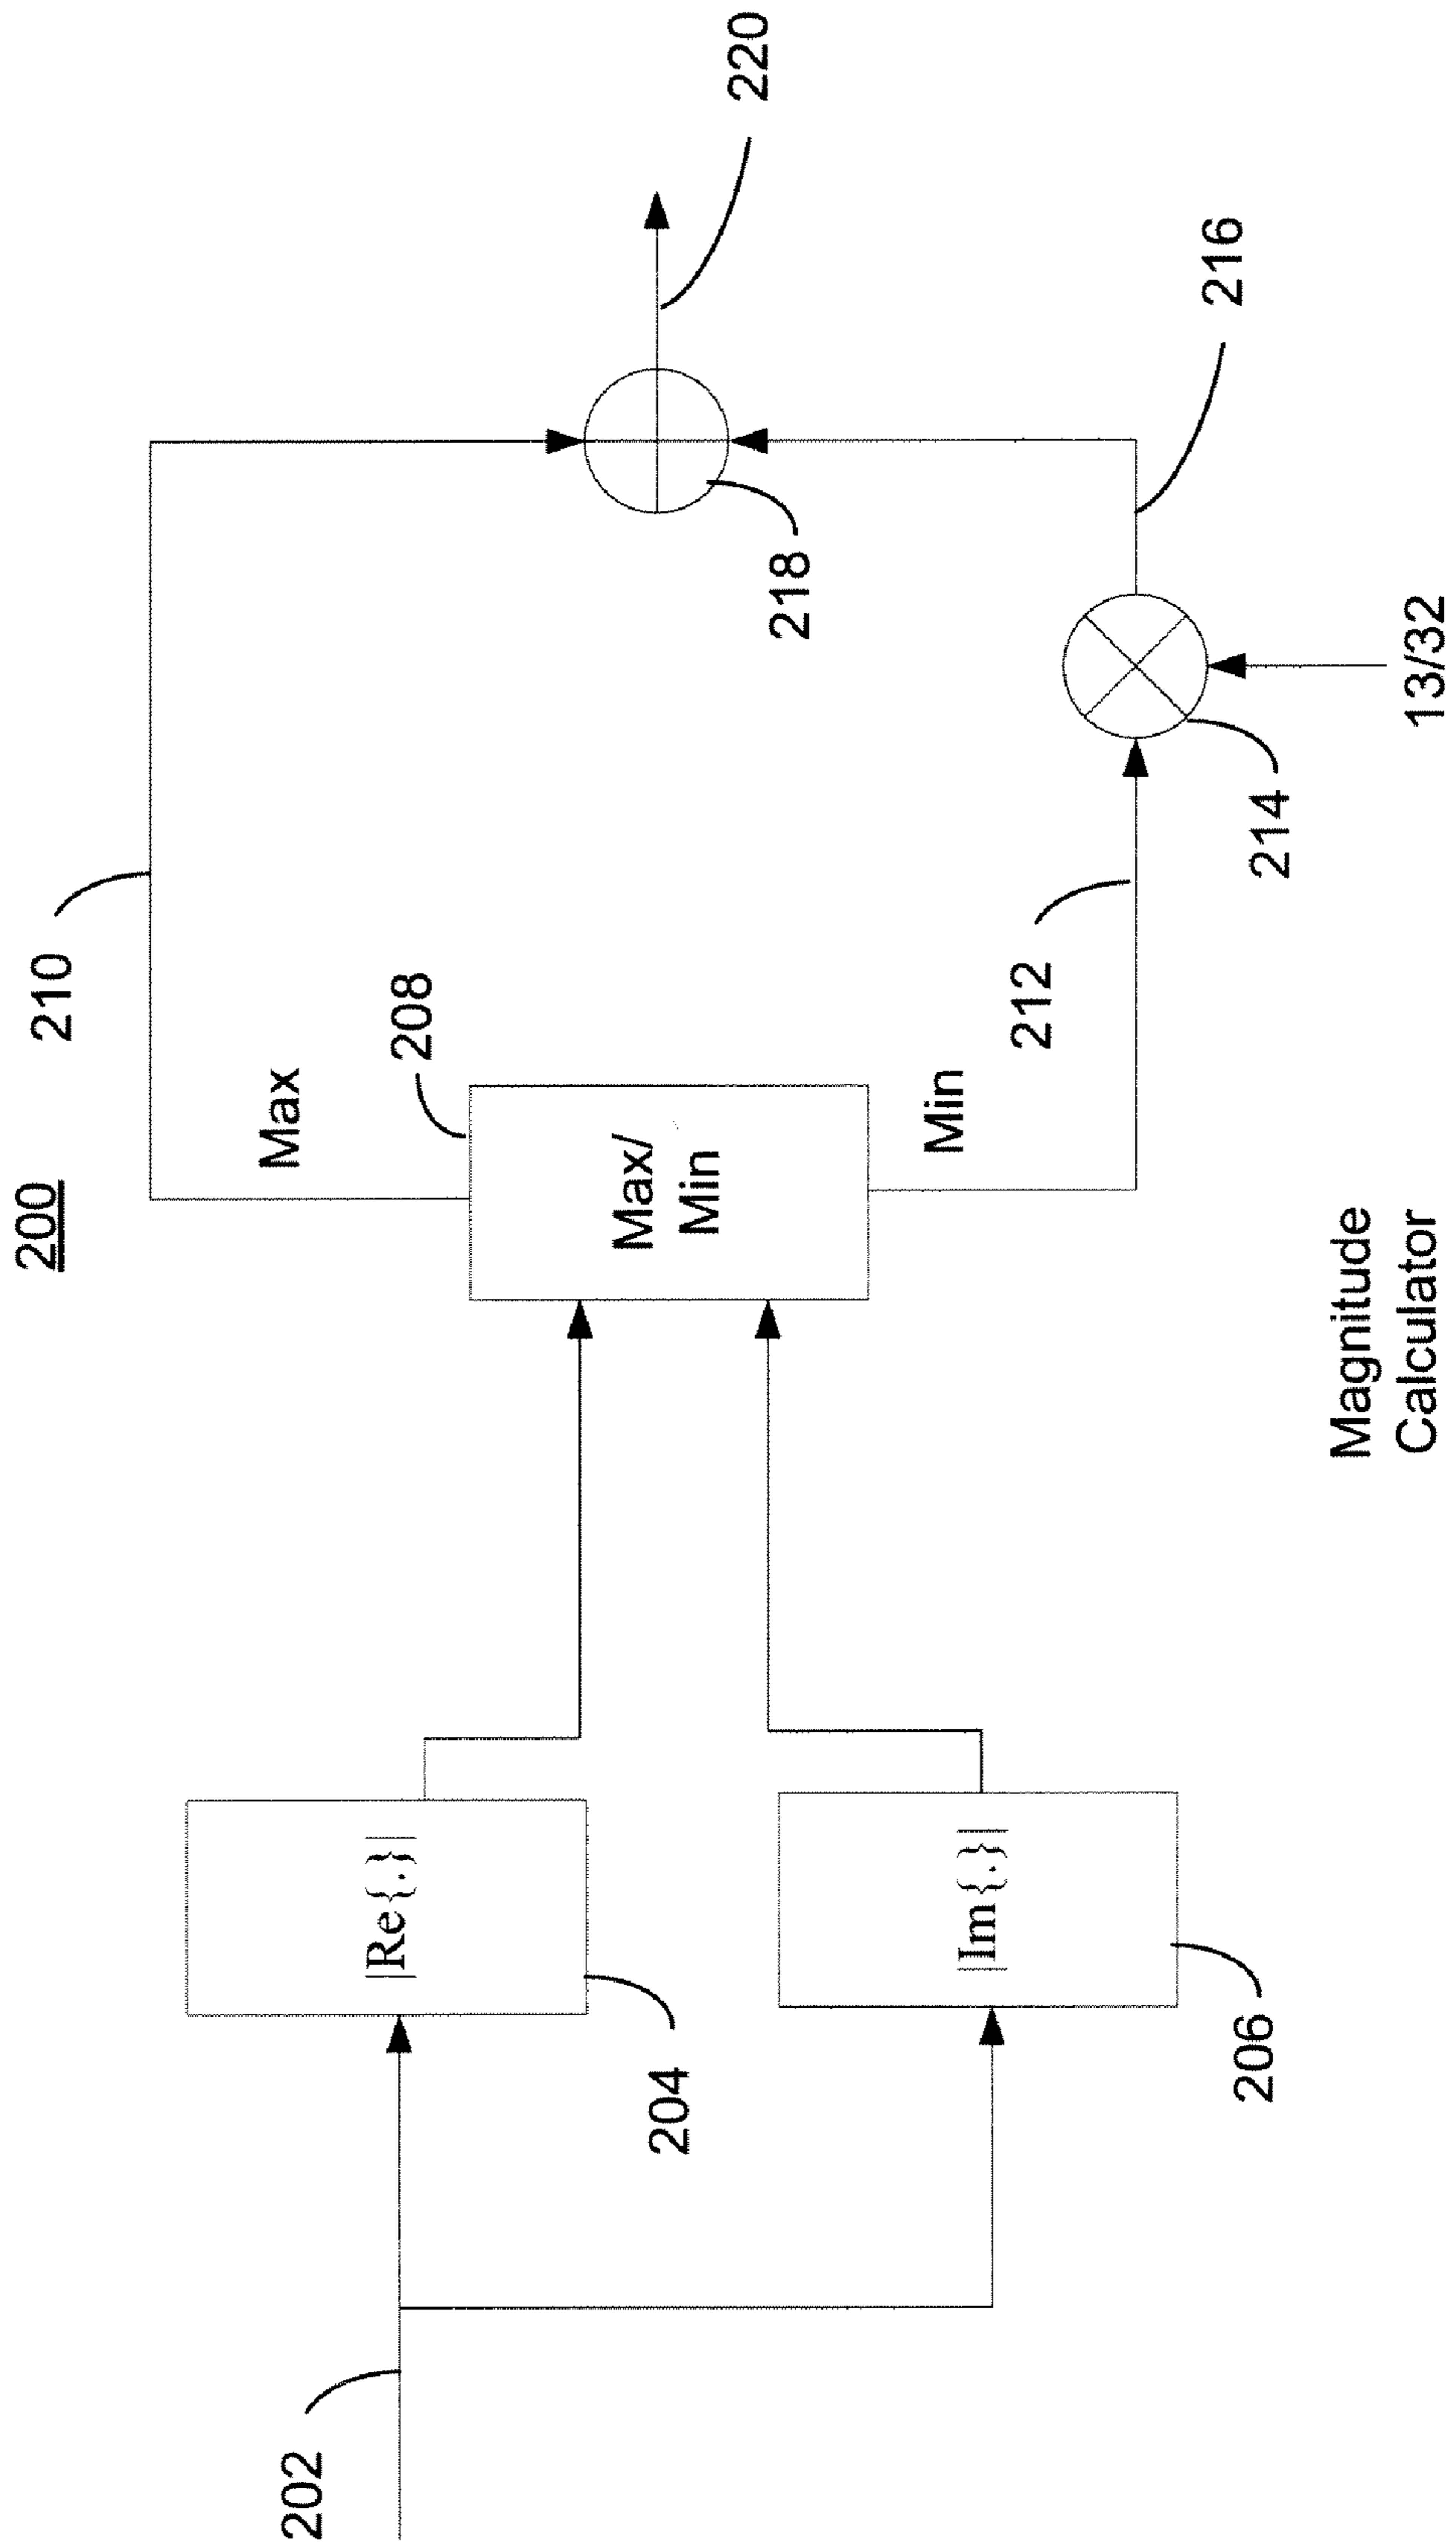 200
202
204
|Re{.}|
206
|Im{.}|
208
Max/
Min
Max
210
Min
212
214
13/32
216
218
220
Magnitude
Calculator